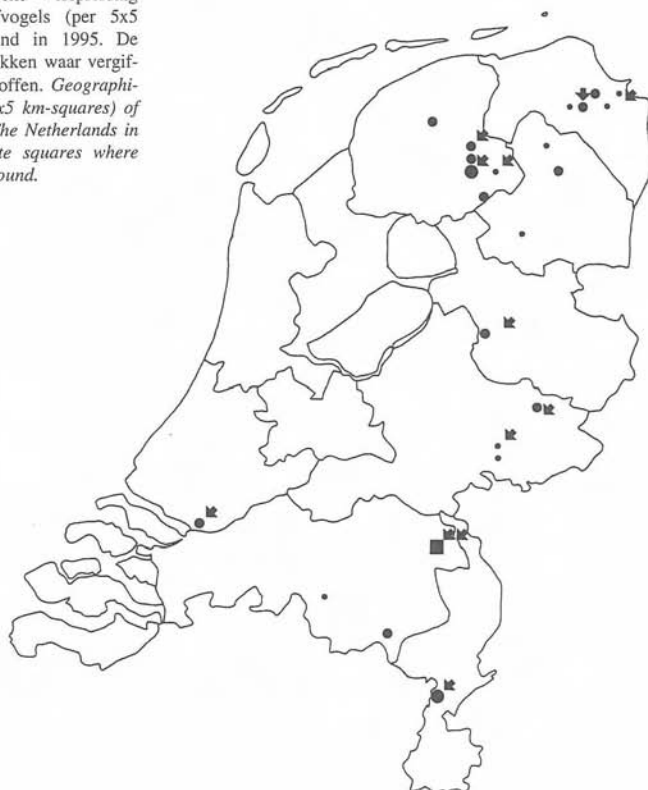 vogels (per 5x5
nd in 1995. De
kken waar vergif-
offen. Geographi-
x5 km-squares) of
The Netherlands in
te squares where
ound.